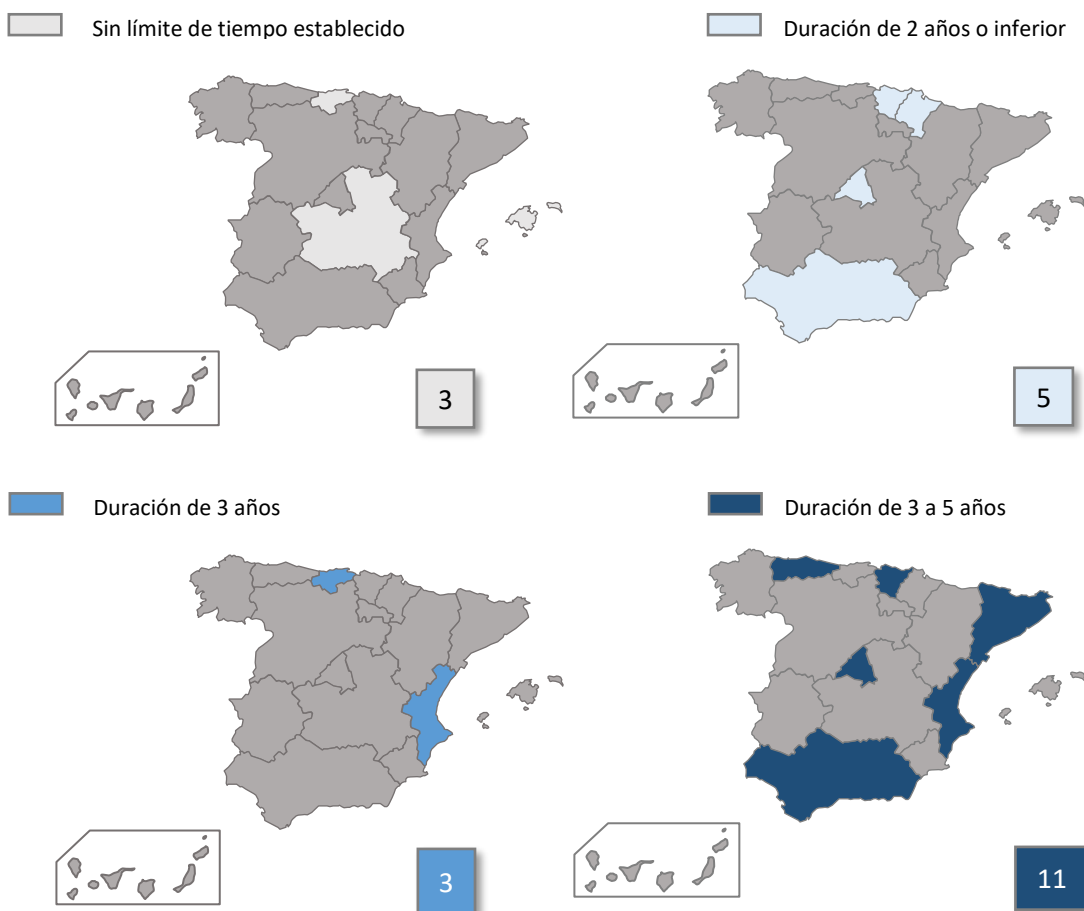 Sin límite de tiempo establecido
Duración de 2 años o inferior
3
5
Duración de 3 años
Duración de 3 a 5 años
3
11